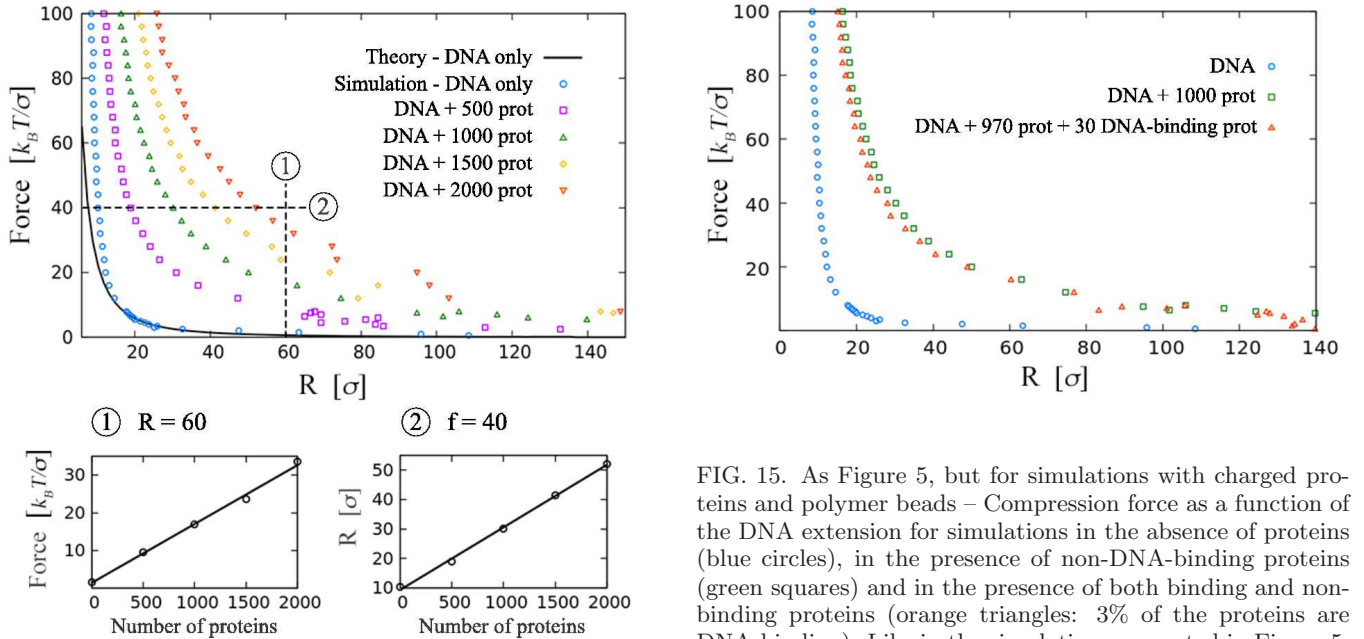 100
80
60
40
20
0
Force [k_B T/σ]
Theory - DNA only
Simulation - DNA only
DNA + 500 prot
DNA + 1000 prot
DNA + 1500 prot
DNA + 2000 prot
1
2
20 40 60 80 100 120 140
R [σ]
1 R = 60
30
20
10
Force [k_B T/σ]
0 500 1000 1500 2000
Number of proteins
2 f = 40
50
40
30
20
10
R [σ]
0 500 1000 1500 2000
Number of proteins
100
80
60
40
20
0
Force [k_B T/σ]
DNA
DNA + 1000 prot
DNA + 970 prot + 30 DNA-binding prot
0 20 40 60 80 100 120 140
R [σ]
FIG. 15. As Figure 5, but for simulations with charged pro-
teins and polymer beads – Compression force as a function of
the DNA extension for simulations in the absence of proteins
(blue circles), in the presence of non-DNA-binding proteins
(green squares) and in the presence of both binding and non-
binding proteins (orange triangles: 3% of the proteins are